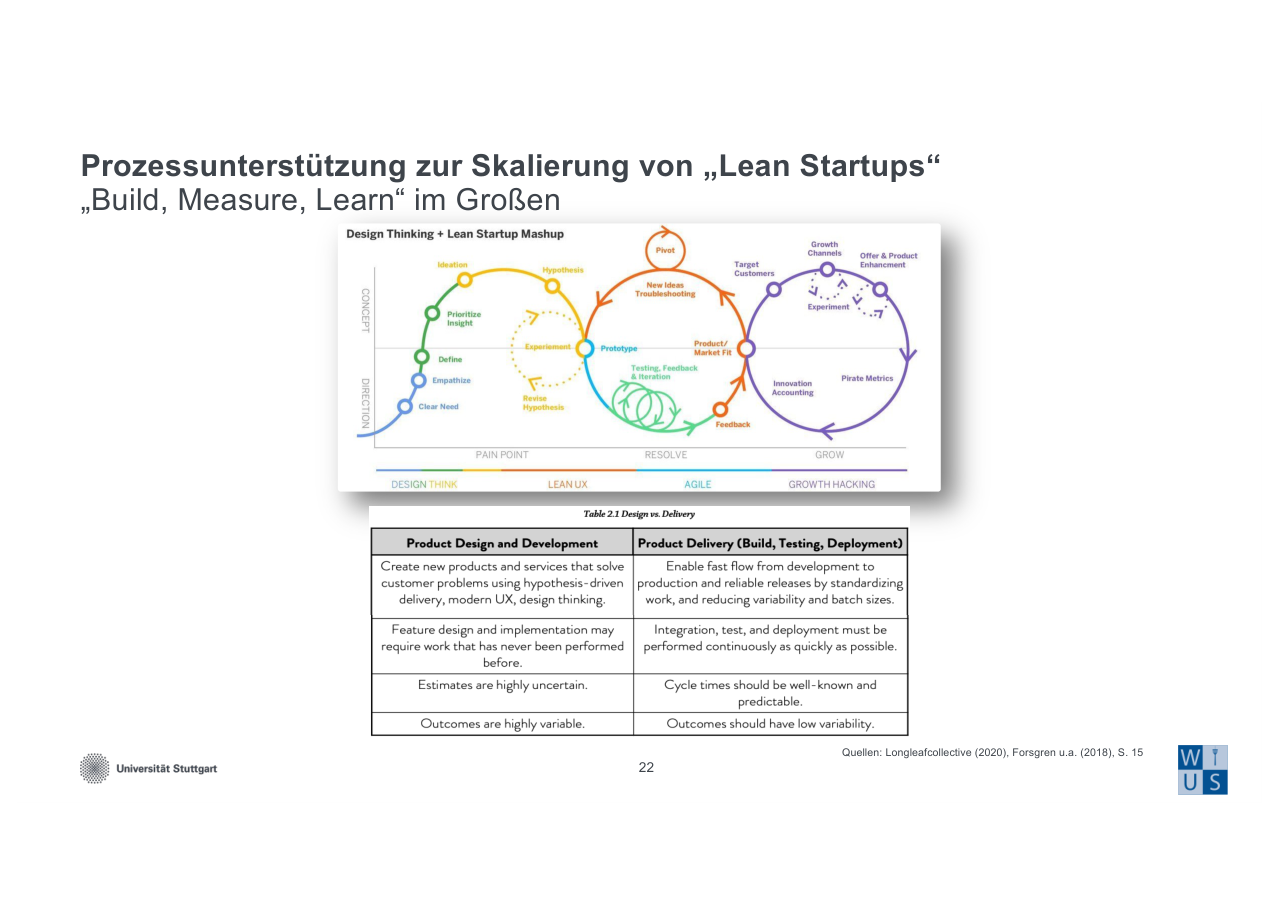 Prozessunterstützung zur Skalierung von „Lean Startups“
„Build, Measure, Learn“ im Großen
Design Thinking + Lean Startup Mashup
CONCEPT
DIRECTION
Ideation
Hypothesis
Prioritize
Insight
Define
Empathize
Clear Need
Experiement
Revise
Hypothesis
Pivot
New Ideas
Troubleshooting
Prototype
Product/
Market Fit
Testing, Feedback
& Iteration
Feedback
Target
Customers
Growth
Channels
Offer & Product
Enhancment
Experiment
Innovation
Accounting
Pirate Metrics
PAIN POINT
RESOLVE
GROW
DESIGN THINK
LEAN UX
AGILE
GROWTH HACKING
Table 2.1 Design vs. Delivery
Product Design and Development
Product Delivery (Build, Testing, Deployment)
Create new products and services that solve
customer problems using hypothesis-driven
delivery, modern UX, design thinking.
Enable fast flow from development to
production and reliable releases by standardizing
work, and reducing variability and batch sizes.
Feature design and implementation may
require work that has never been performed
before.
Integration, test, and deployment must be
performed continuously as quickly as possible.
Estimates are highly uncertain.
Cycle times should be well-known and
predictable.
Outcomes are highly variable.
Outcomes should have low variability.
Quellen: Longleafcollective (2020), Forsgren u.a. (2018), S. 15
Universität Stuttgart
22
W I
U S